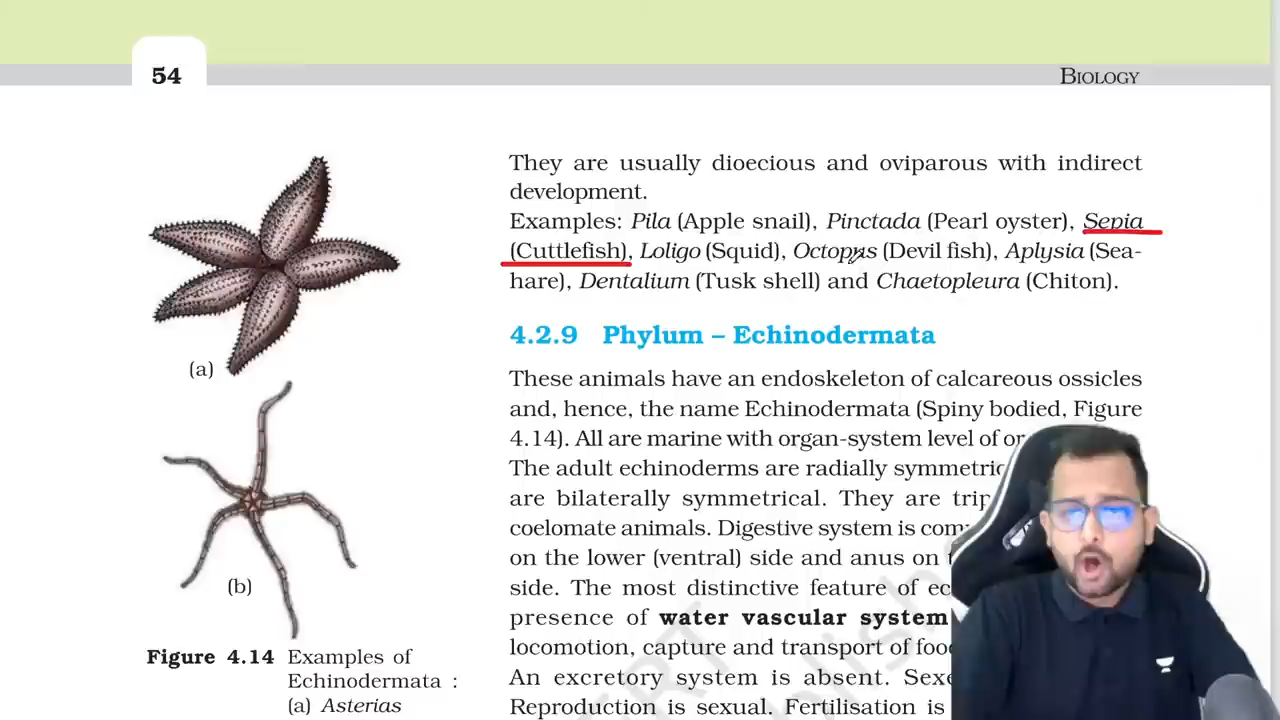 54
BIOLOGY
They are usually dioecious and oviparous with indirect
development.
Examples: Pila (Apple snail), Pinctada (Pearl oyster), Sepia
(Cuttlefish), Loligo (Squid), Octopus (Devil fish), Aplysia (Sea-
hare), Dentalium (Tusk shell) and Chaetopleura (Chiton).
4.2.9 Phylum – Echinodermata
These animals have an endoskeleton of calcareous ossicles
and, hence, the name Echinodermata (Spiny bodied, Figure
4.14). All are marine with organ-system level of
The adult echinoderms are radially
are bilaterally symmetrical. They are
coelomate animals. Digestive system is
on the lower (ventral) side and anus on
side. The most distinctive feature of
presence of water vascular system
locomotion, capture and transport of
An excretory system is absent.
Reproduction is sexual. Fertilisation is
(a)
(b)
Figure 4.14 Examples of
Echinodermata :
(a) Asterias